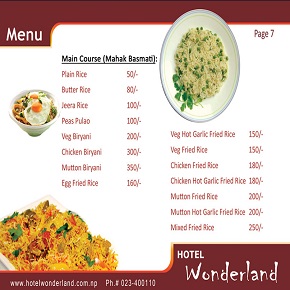 Menu
Page 7
Main Course (Mahak Basmati):
Plain Rice 50/-
Butter Rice 80/-
Jeera Rice 100/-
Peas Pulao 100/-
Veg Biryani 200/-
Chicken Biryani 300/-
Mutton Biryani 350/-
Egg Fried Rice 160/-
Veg Hot Garlic Fried Rice 150/-
Veg Fried Rice 150/-
Chicken Fried Rice 180/-
Chicken Hot Garlic Fried Rice 180/-
Mutton Fried Rice 200/-
Mutton Hot Garlic Fried Rice 200/-
Mixed Fried Rice 250/-
HOTEL
Wonderland
www.hotelwonderland.com.np Ph.# 023-400110